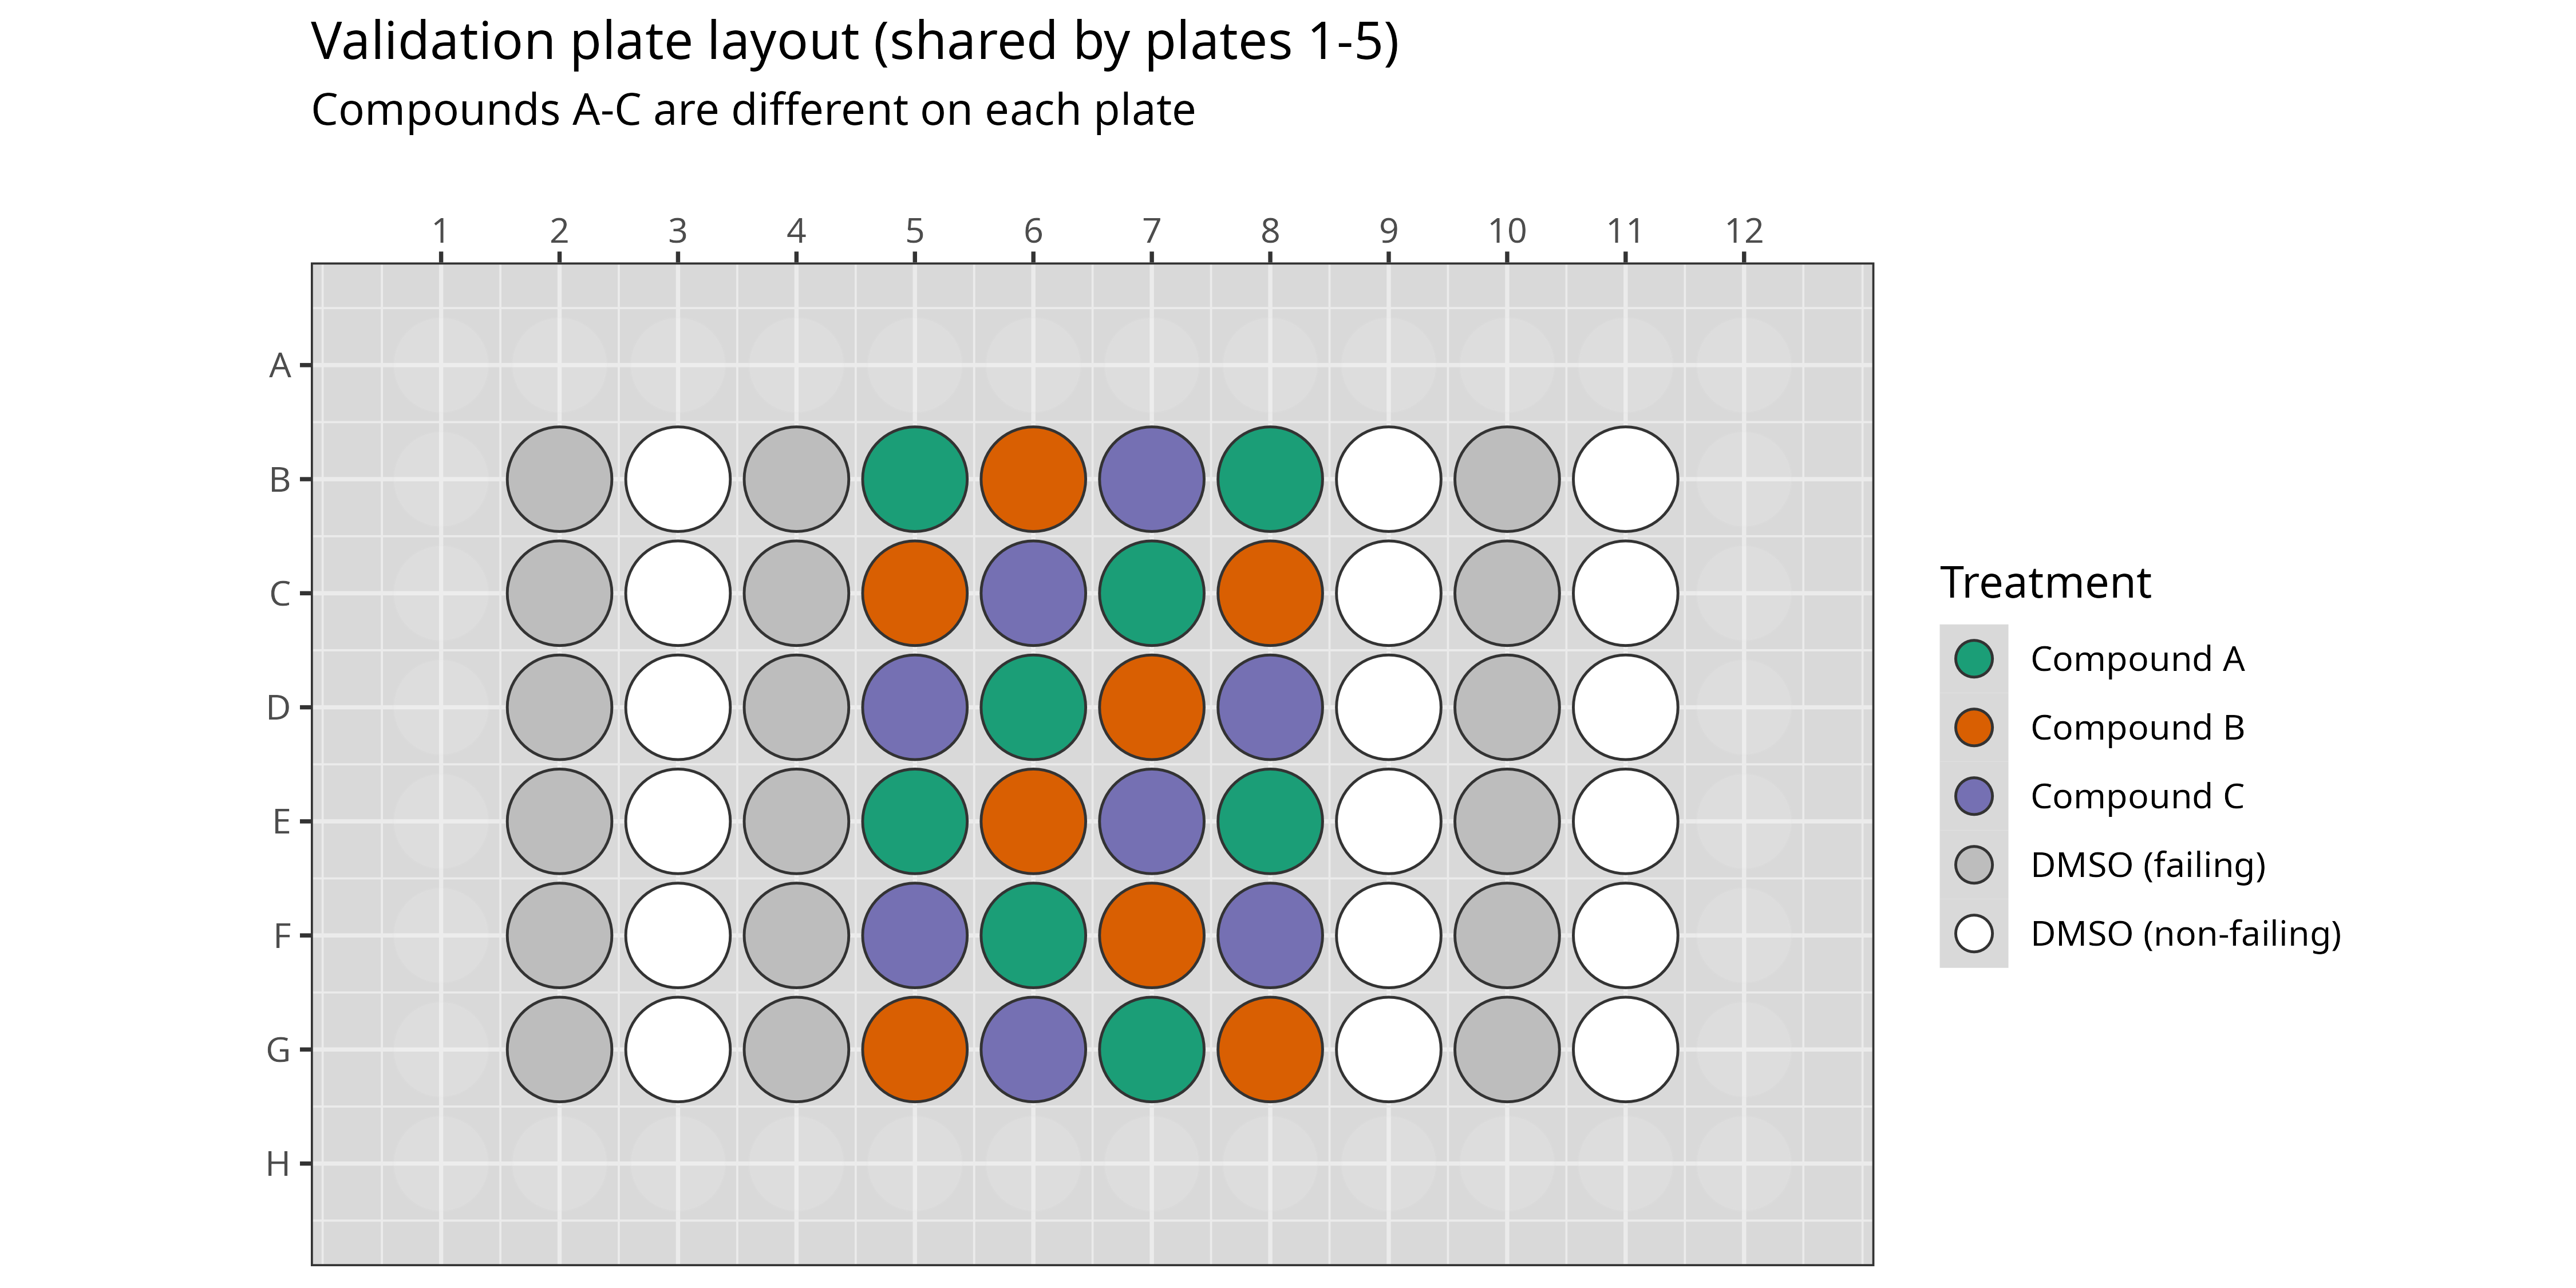 Validation plate layout (shared by plates 1-5)
Compounds A-C are different on each plate
1 2 3 4 5 6 7 8 9 10 11 12
A
B
C
D
E
F
G
H
Treatment
Compound A
Compound B
Compound C
DMSO (failing)
DMSO (non-failing)